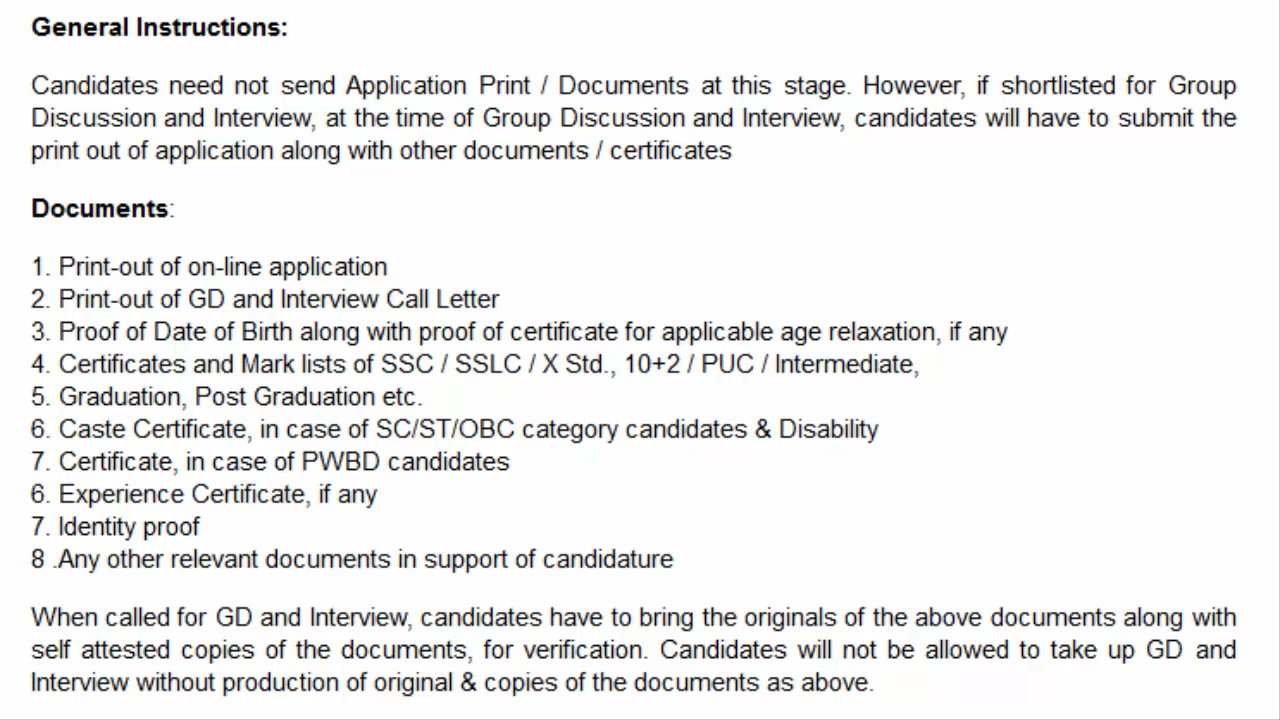 General Instructions:
Candidates need not send Application Print / Documents at this stage. However, if shortlisted for Group
Discussion and Interview, at the time of Group Discussion and Interview, candidates will have to submit the
print out of application along with other documents / certificates
Documents:
1. Print-out of on-line application
2. Print-out of GD and Interview Call Letter
3. Proof of Date of Birth along with proof of certificate for applicable age relaxation, if any
4. Certificates and Mark lists of SSC / SSLC / X Std., 10+2 / PUC / Intermediate,
5. Graduation, Post Graduation etc.
6. Caste Certificate, in case of SC/ST/OBC category candidates & Disability
7. Certificate, in case of PWBD candidates
6. Experience Certificate, if any
7. Identity proof
8 .Any other relevant documents in support of candidature
When called for GD and Interview, candidates have to bring the originals of the above documents along with
self attested copies of the documents, for verification. Candidates will not be allowed to take up GD and
Interview without production of original & copies of the documents as above.